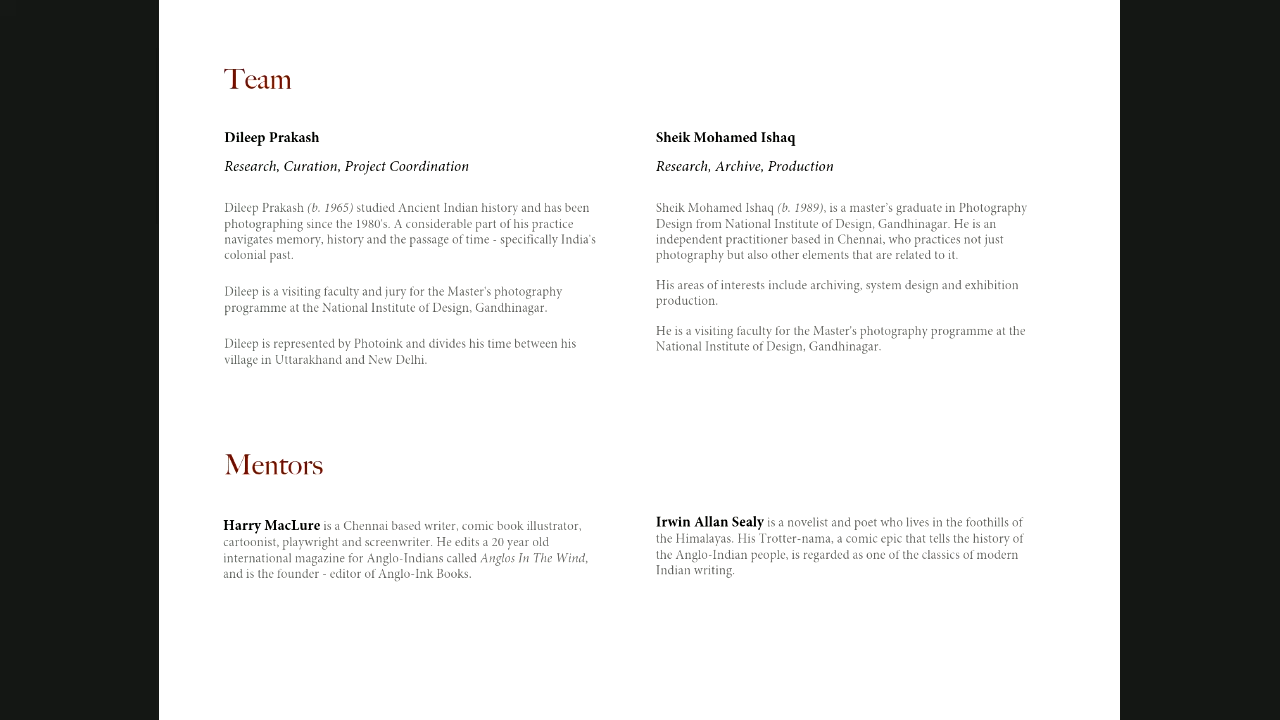 Team
Dileep Prakash
Research, Curation, Project Coordination
Dileep Prakash (b. 1965) studied Ancient Indian history and has been
photographing since the 1980's. A considerable part of his practice
navigates memory, history and the passage of time - specifically India's
colonial past.
Dileep is a visiting faculty and jury for the Master's photography
programme at the National Institute of Design, Gandhinagar.
Dileep is represented by Photoink and divides his time between his
village in Uttarakhand and New Delhi.
Sheik Mohamed Ishaq
Research, Archive, Production
Sheik Mohamed Ishaq (b. 1989), is a master's graduate in Photography
Design from National Institute of Design, Gandhinagar. He is an
independent practitioner based in Chennai, who practices not just
photography but also other elements that are related to it.
His areas of interests include archiving, system design and exhibition
production.
He is a visiting faculty for the Master's photography programme at the
National Institute of Design, Gandhinagar.
Mentors
Harry MacLure is a Chennai based writer, comic book illustrator,
cartoonist, playwright and screenwriter. He edits a 20 year old
international magazine for Anglo-Indians called Anglos In The Wind,
and is the founder - editor of Anglo-Ink Books.
Irwin Allan Sealy is a novelist and poet who lives in the foothills of
the Himalayas. His Trotter-nama, a comic epic that tells the history of
the Anglo-Indian people, is regarded as one of the classics of modern
Indian writing.